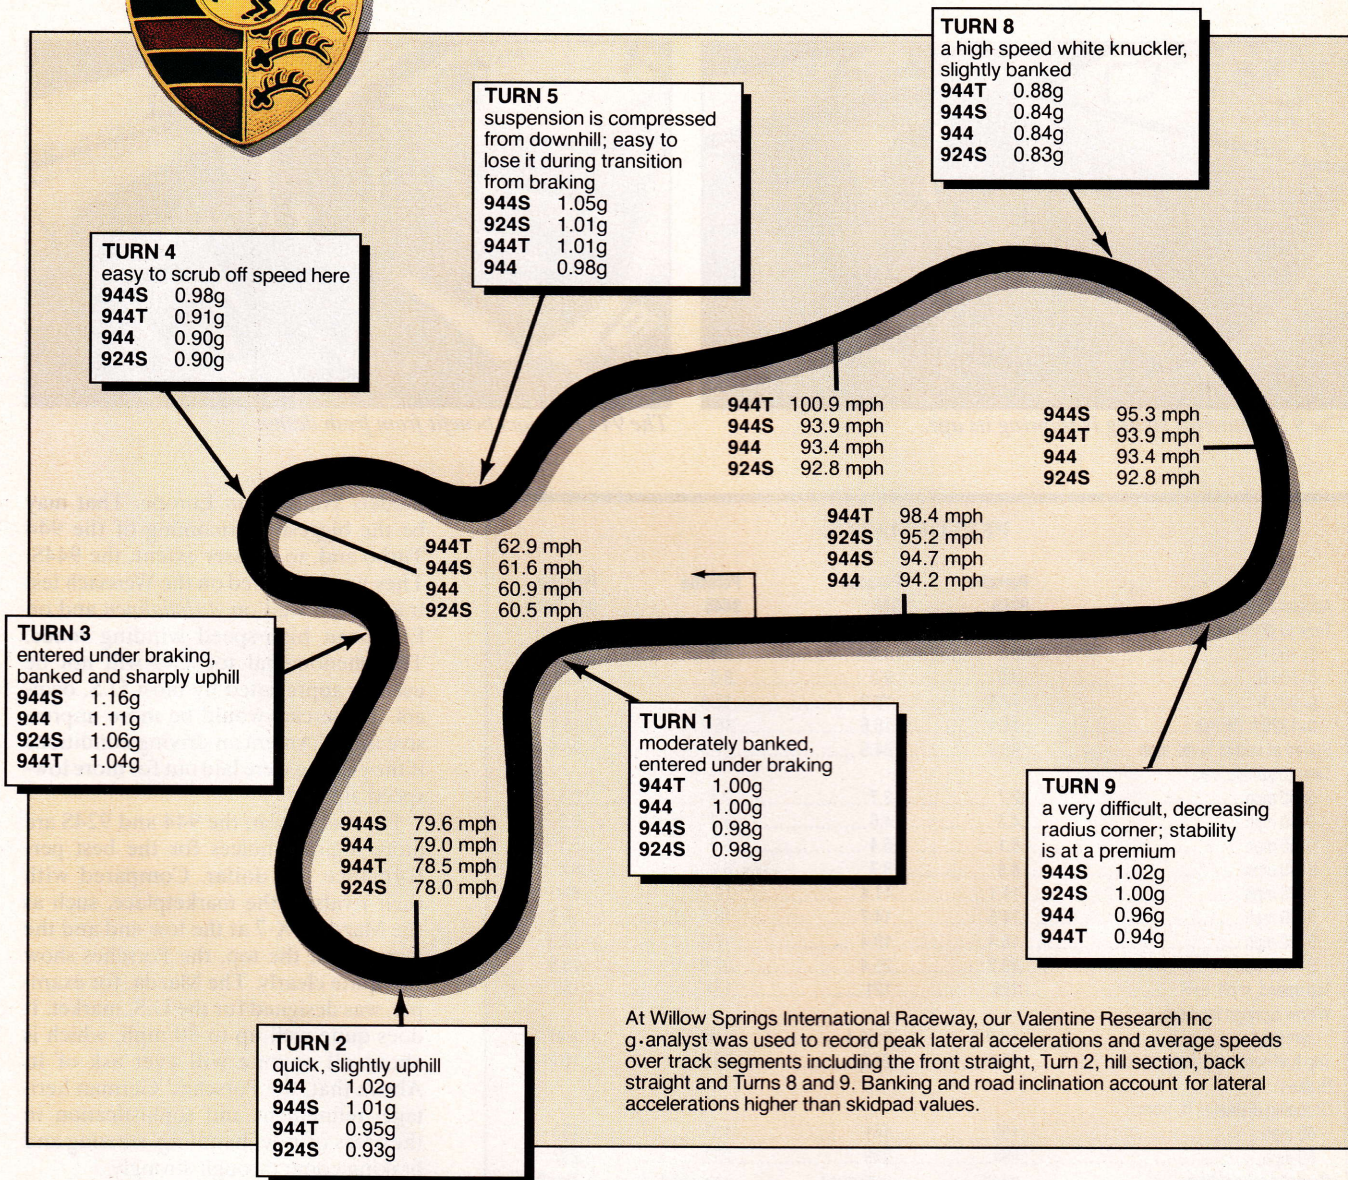 TURN 8
a high speed white knuckler,
slightly banked
944T 0.88g
944S 0.84g
944 0.84g
924S 0.83g
TURN 5
suspension is compressed
from downhill; easy to
lose it during transition
from braking
944S 1.05g
924S 1.01g
944T 1.01g
944 0.98g
TURN 4
easy to scrub off speed here
944S 0.98g
944T 0.91g
944 0.90g
924S 0.90g
944T 100.9 mph
944S 93.9 mph
944 93.4 mph
924S 92.8 mph
944S 95.3 mph
944T 93.9 mph
944 93.4 mph
924S 92.8 mph
944T 98.4 mph
924S 95.2 mph
944S 94.7 mph
944 94.2 mph
944T 62.9 mph
944S 61.6 mph
944 60.9 mph
924S 60.5 mph
TURN 3
entered under braking,
banked and sharply uphill
944S 1.16g
944 1.11g
924S 1.06g
944T 1.04g
TURN 1
moderately banked,
entered under braking
944T 1.00g
944 1.00g
944S 0.98g
924S 0.98g
TURN 9
a very difficult, decreasing
radius corner; stability
is at a premium
944S 1.02g
924S 1.00g
944 0.96g
944T 0.94g
944S 79.6 mph
944 79.0 mph
944T 78.5 mph
924S 78.0 mph
TURN 2
quick, slightly uphill
944 1.02g
944S 1.01g
944T 0.95g
924S 0.93g
At Willow Springs International Raceway, our Valentine Research Inc
g·analyst was used to record peak lateral accelerations and average speeds
over track segments including the front straight, Turn 2, hill section, back
straight and Turns 8 and 9. Banking and road inclination account for lateral
accelerations higher than skidpad values.